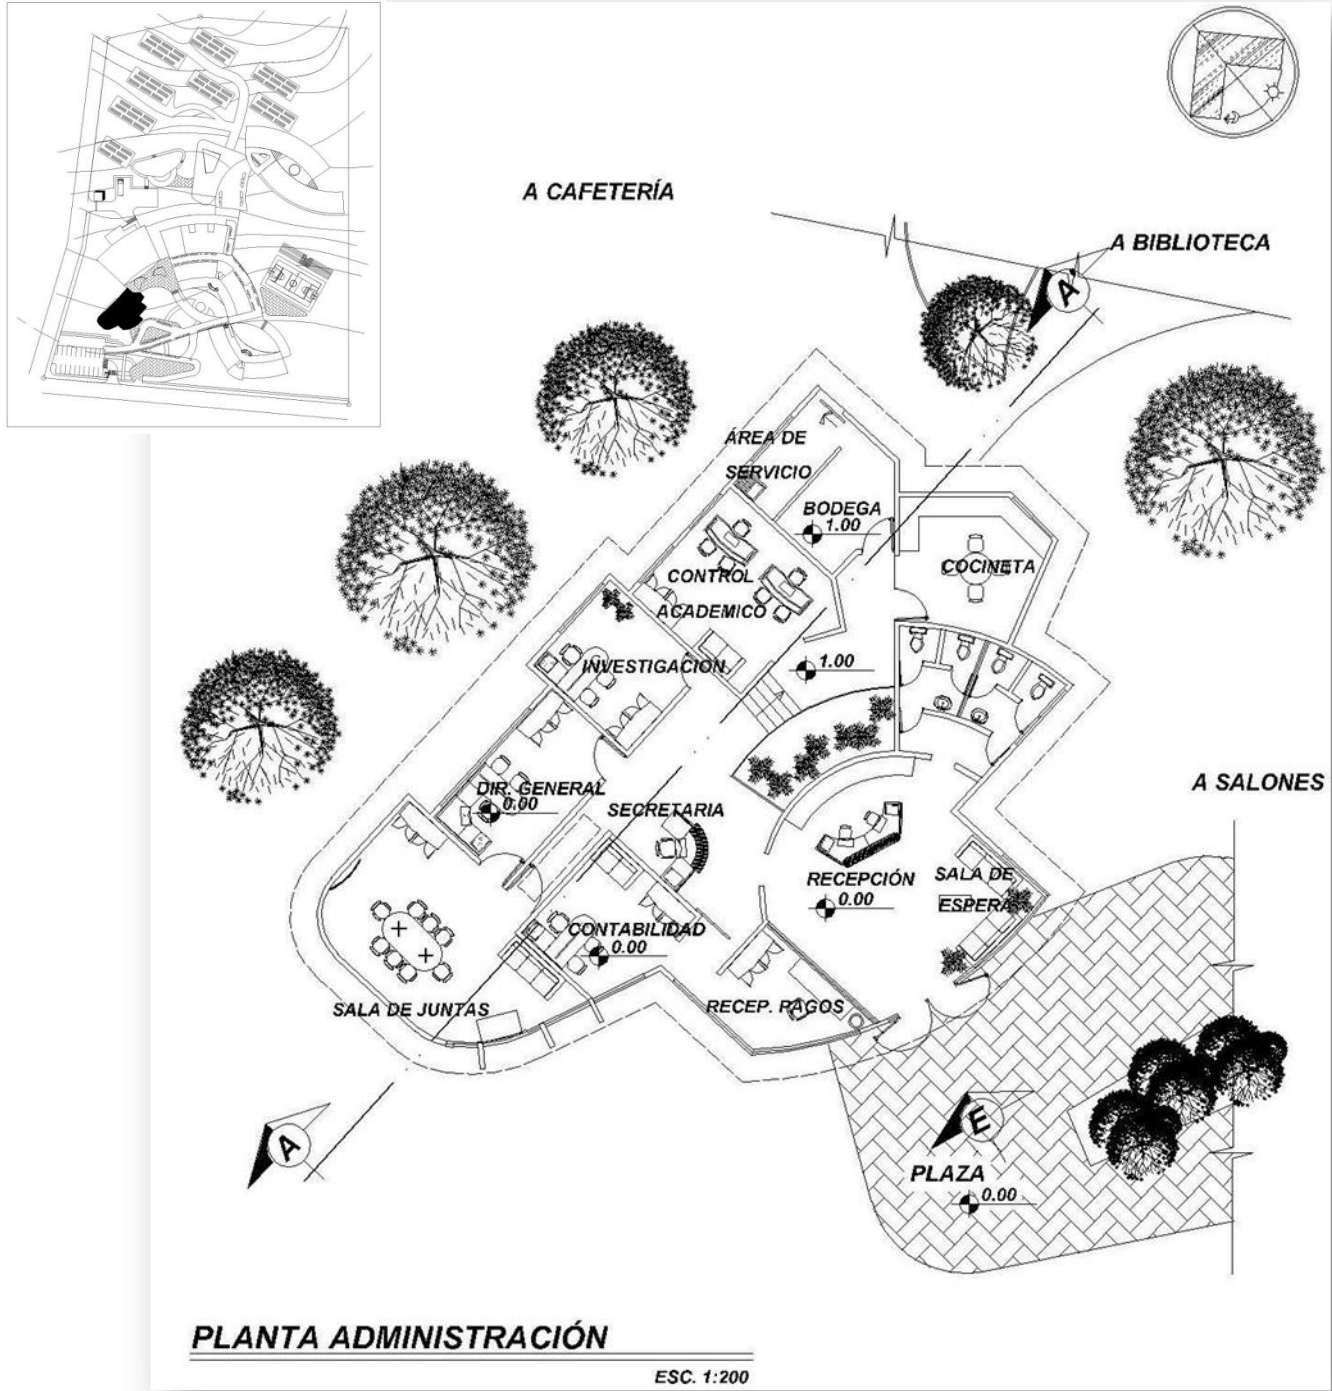 A CAFETERÍA
A BIBLIOTECA
A'
ÁREA DE
SERVICIO
BODEGA
1.00
COCINETA
CONTROL
ACADEMICO
INVESTIGACION
1.00
DIR. GENERAL
0.00
SECRETARIA
A SALONES
RECEPCIÓN
0.00
SALA DE
ESPERA
CONTABILIDAD
0.00
SALA DE JUNTAS
RECEP. PAGOS
A
E
PLAZA
0.00
PLANTA ADMINISTRACIÓN
ESC. 1:200